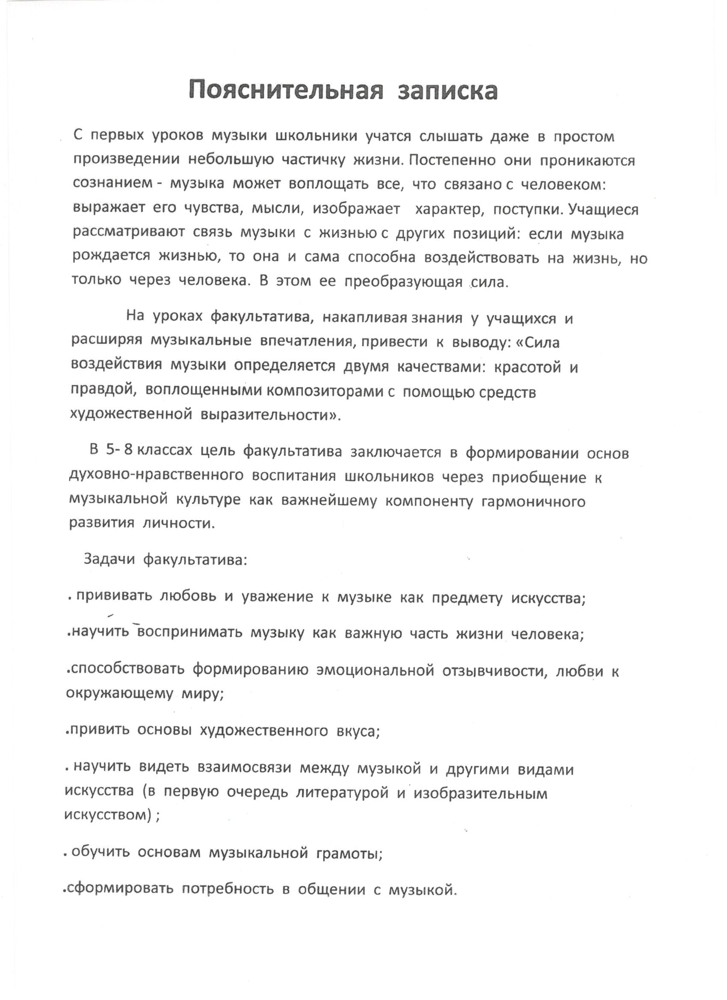 Пояснительная записка
С первых уроков музыки школьники учатся слышать даже в простом
произведении небольшую частичку жизни. Постепенно они проникаются
сознанием - музыка может воплощать все, что связано с человеком:
выражает его чувства, мысли, изображает характер, поступки. Учащиеся
рассматривают связь музыки с жизнью с других позиций: если музыка
рождается жизнью, то она и сама способна воздействовать на жизнь, но
только через человека. В этом ее преобразующая сила.
На уроках факультатива, накапливая знания у учащихся и
расширяя музыкальные впечатления, привести к выводу: «Сила
воздействия музыки определяется двумя качествами: красотой и
правдой, воплощенными композиторами с помощью средств
художественной выразительности».
В 5- 8 классах цель факультатива заключается в формировании основ
духовно-нравственного воспитания школьников через приобщение к
музыкальной культуре как важнейшему компоненту гармоничного
развития личности.
Задачи факультатива:
. прививать любовь и уважение к музыке как предмету искусства;
.научить воспринимать музыку как важную часть жизни человека;
.способствовать формированию эмоциональной отзывчивости, любви к
окружающему миру;
.привить основы художественного вкуса;
. научить видеть взаимосвязи между музыкой и другими видами
искусства (в первую очередь литературой и изобразительным
искусством) ;
. обучить основам музыкальной грамоты;
.сформировать потребность в общении с музыкой.